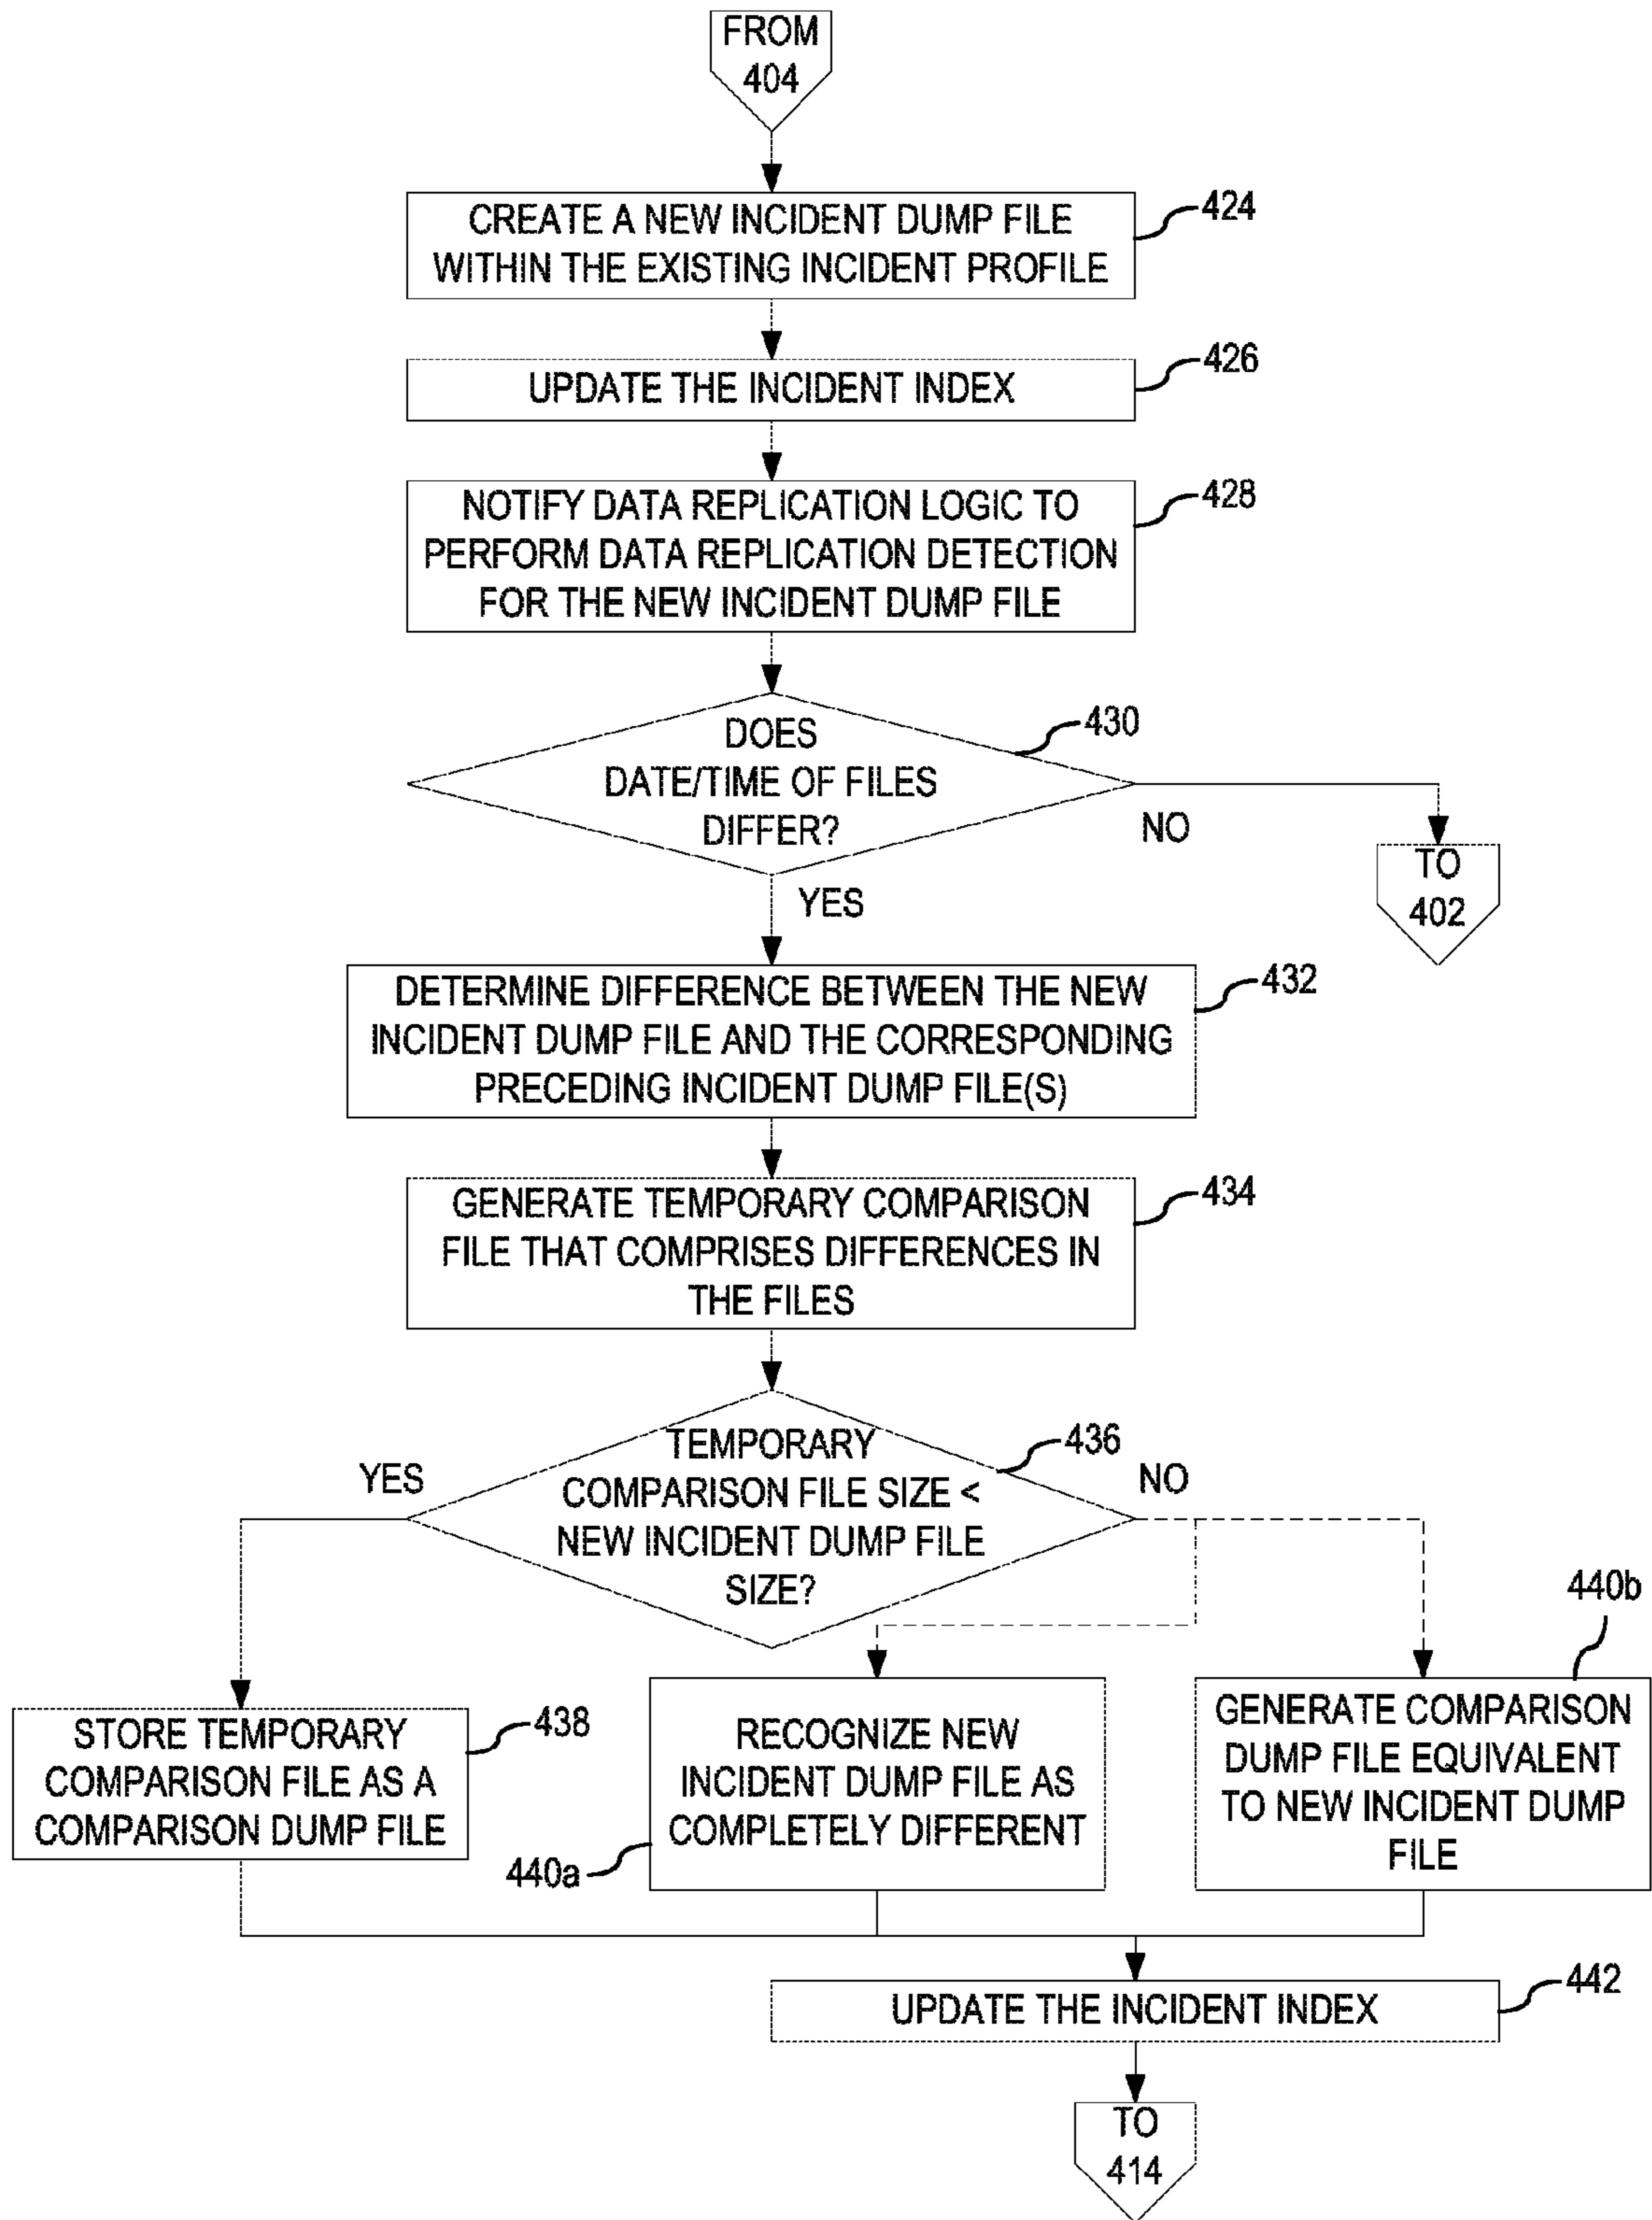 FROM
404
CREATE A NEW INCIDENT DUMP FILE
WITHIN THE EXISTING INCIDENT PROFILE
424
UPDATE THE INCIDENT INDEX
426
NOTIFY DATA REPLICATION LOGIC TO
PERFORM DATA REPLICATION DETECTION
FOR THE NEW INCIDENT DUMP FILE
428
DOES
DATE/TIME OF FILES
DIFFER?
430
NO
TO
402
YES
DETERMINE DIFFERENCE BETWEEN THE NEW
INCIDENT DUMP FILE AND THE CORRESPONDING
PRECEDING INCIDENT DUMP FILE(S)
432
GENERATE TEMPORARY COMPARISON
FILE THAT COMPRISES DIFFERENCES IN
THE FILES
434
TEMPORARY
COMPARISON FILE SIZE <
NEW INCIDENT DUMP FILE
SIZE?
436
YES
NO
STORE TEMPORARY
COMPARISON FILE AS A
COMPARISON DUMP FILE
438
RECOGNIZE NEW
INCIDENT DUMP FILE AS
COMPLETELY DIFFERENT
440a
440b
GENERATE COMPARISON
DUMP FILE EQUIVALENT
TO NEW INCIDENT DUMP
FILE
UPDATE THE INCIDENT INDEX
442
TO
414